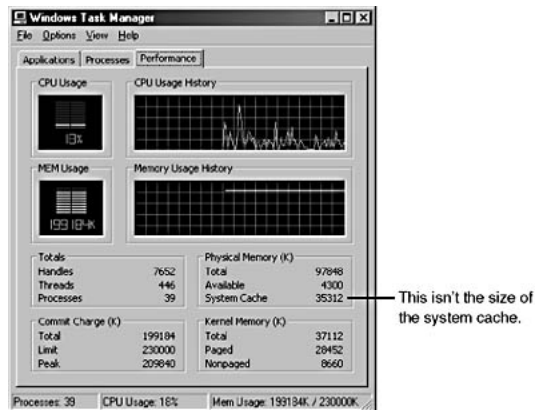 Windows Task Manager
File Options View Help
Applications Processes Performance
CPU Usage
CPU Usage History
13%
MEM Usage
Memory Usage History
199184K
Totals
Handles 7652
Threads 446
Processes 39
Physical Memory (K)
Total 97848
Available 4300
System Cache 35312
This isn't the size of
the system cache.
Commit Charge (K)
Total 199184
Limit 230000
Peak 209840
Kernel Memory (K)
Total 37112
Paged 28452
Nonpaged 8660
Processes: 39 CPU Usage: 18% Mem Usage: 199184K / 230000K